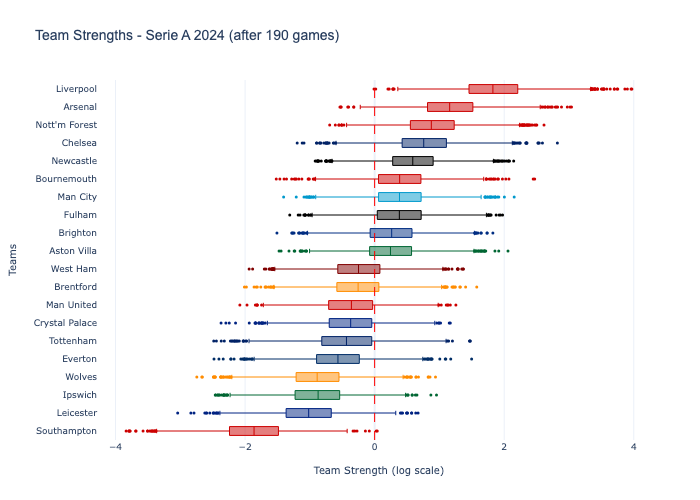 Team Strengths - Serie A 2024 (after 190 games)
Liverpool
Arsenal
Nott'm Forest
Chelsea
Newcastle
Bournemouth
Man City
Fulham
Brighton
Aston Villa
West Ham
Brentford
Man United
Crystal Palace
Tottenham
Everton
Wolves
Ipswich
Leicester
Southampton
Teams
−4
−2
0
2
4
Team Strength (log scale)